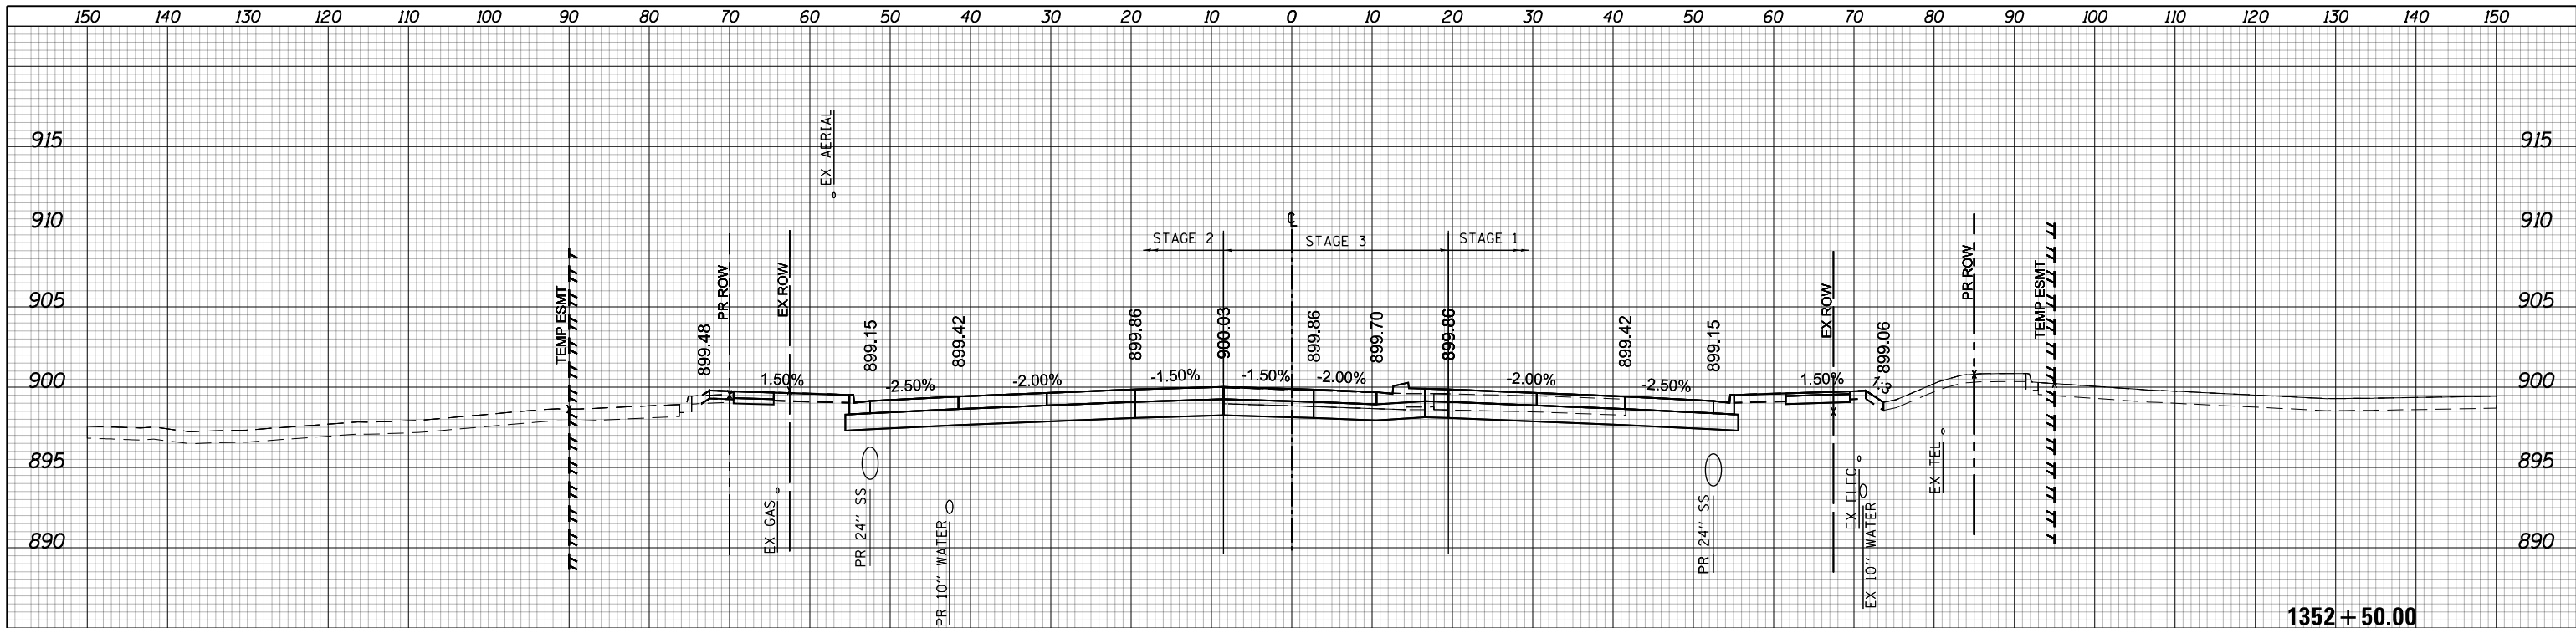 150 140 130 120 110 100 90 80 70 60 50 40 30 20 10 0 10 20 30 40 50 60 70 80 90 100 110 120 130 140 150
915 915
910 910
905 905
900 900
895 895
890 890
EX AERIAL
℄
STAGE 2 STAGE 3 STAGE 1
TEMP ESMT
PR ROW
EX ROW
EX ROW
PR ROW
TEMP ESMT
899.48
899.15
899.42
899.86
900.03
899.86
899.70
899.86
899.42
899.15
899.06
1.50% -2.50% -2.00% -1.50% -1.50% -2.00% -2.00% -2.50% 1.50% 1:3
EX GAS
PR 24" SS
PR 10" WATER
PR 24" SS
EX ELEC
EX 10" WATER
EX TEL
1352+50.00